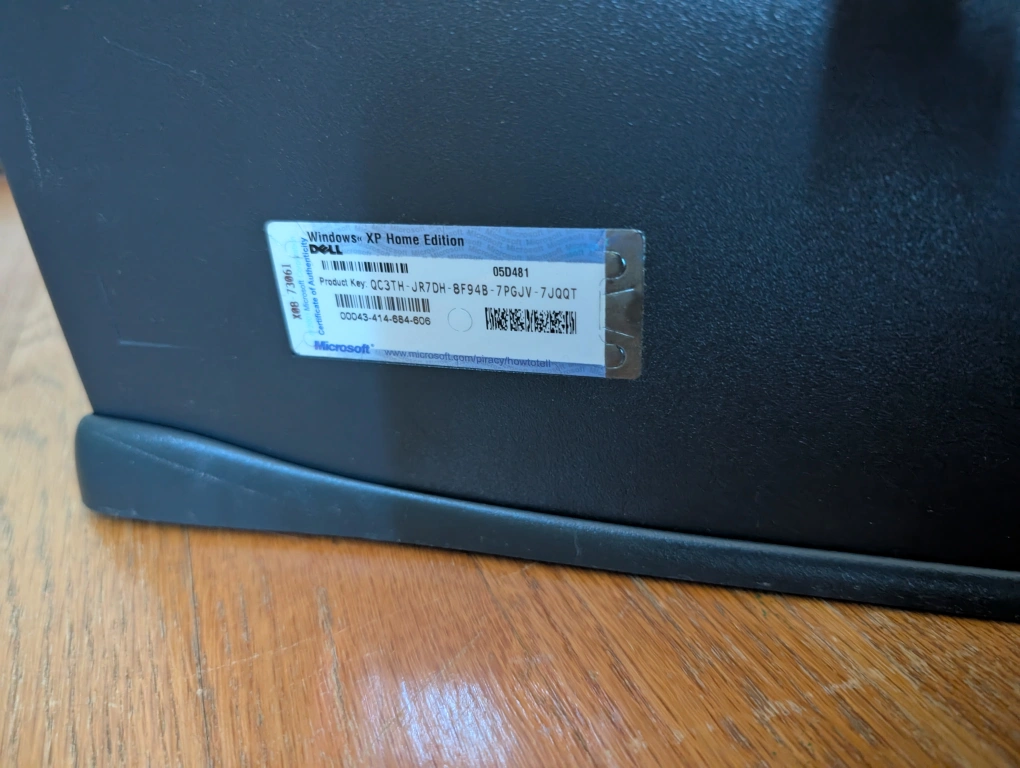 Windows® XP Home Edition
DELL
05D481
Product Key: QC3TH-JR7DH-8F94B-7PGJV-7JQQT
00043-414-684-606
Microsoft®
www.microsoft.com/piracy/howtotell
X08 73061
Microsoft
Certificate of Authenticity